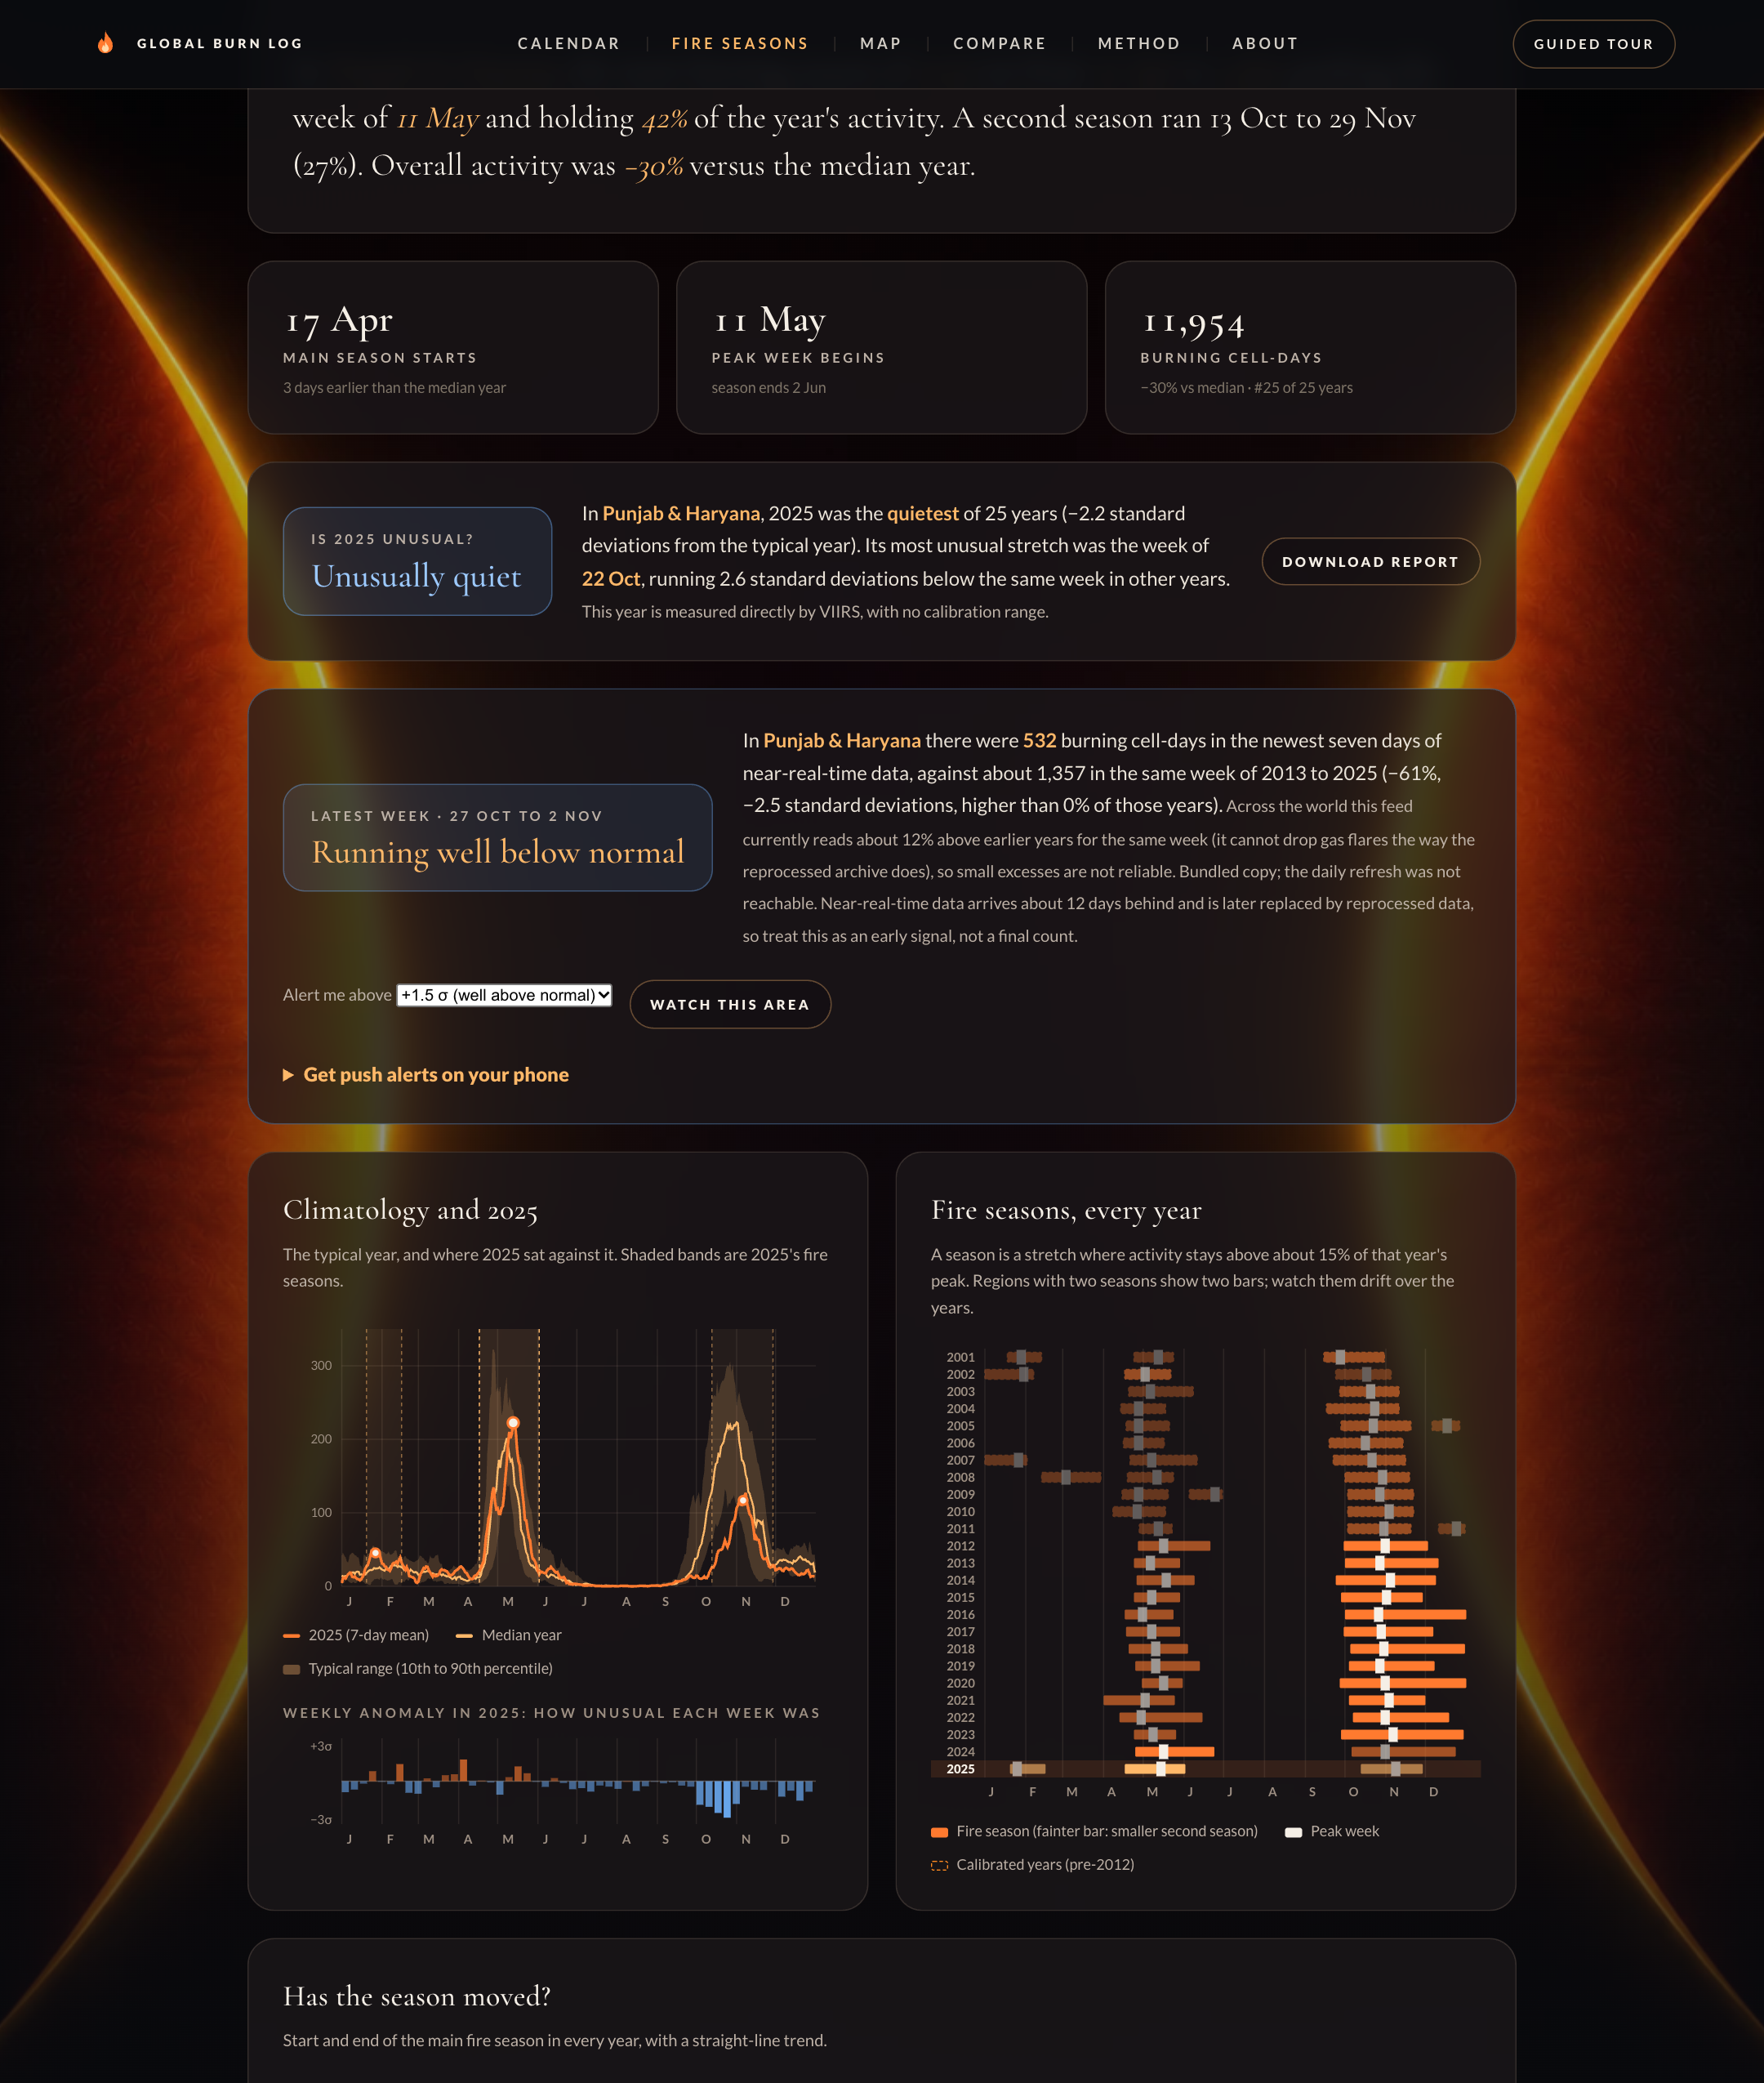 GLOBAL BURN LOG
CALENDAR
FIRE SEASONS
MAP
COMPARE
METHOD
ABOUT
GUIDED TOUR
week of 11 May and holding 42% of the year's activity. A second season ran 13 Oct to 29 Nov
(27%). Overall activity was −30% versus the median year.
17 Apr
MAIN SEASON STARTS
3 days earlier than the median year
11 May
PEAK WEEK BEGINS
season ends 2 Jun
11,954
BURNING CELL-DAYS
−30% vs median · #25 of 25 years
IS 2025 UNUSUAL?
Unusually quiet
In Punjab & Haryana, 2025 was the quietest of 25 years (−2.2 standard
deviations from the typical year). Its most unusual stretch was the week of
22 Oct, running 2.6 standard deviations below the same week in other years.
This year is measured directly by VIIRS, with no calibration range.
DOWNLOAD REPORT
LATEST WEEK · 27 OCT TO 2 NOV
Running well below normal
In Punjab & Haryana there were 532 burning cell-days in the newest seven days of
near-real-time data, against about 1,357 in the same week of 2013 to 2025 (−61%,
−2.5 standard deviations, higher than 0% of those years). Across the world this feed
currently reads about 12% above earlier years for the same week (it cannot drop gas flares the way the
reprocessed archive does), so small excesses are not reliable. Bundled copy; the daily refresh was not
reachable. Near-real-time data arrives about 12 days behind and is later replaced by reprocessed data,
so treat this as an early signal, not a final count.
Alert me above
+1.5 σ (well above normal)
WATCH THIS AREA
Get push alerts on your phone
Climatology and 2025
The typical year, and where 2025 sat against it. Shaded bands are 2025's fire
seasons.
300
200
100
0
J F M A M J J A S O N D
2025 (7-day mean)
Median year
Typical range (10th to 90th percentile)
WEEKLY ANOMALY IN 2025: HOW UNUSUAL EACH WEEK WAS
+3σ
−3σ
J F M A M J J A S O N D
Fire seasons, every year
A season is a stretch where activity stays above about 15% of that year's
peak. Regions with two seasons show two bars; watch them drift over the
years.
2001
2002
2003
2004
2005
2006
2007
2008
2009
2010
2011
2012
2013
2014
2015
2016
2017
2018
2019
2020
2021
2022
2023
2024
2025
J F M A M J J A S O N D
Fire season (fainter bar: smaller second season)
Peak week
Calibrated years (pre-2012)
Has the season moved?
Start and end of the main fire season in every year, with a straight-line trend.